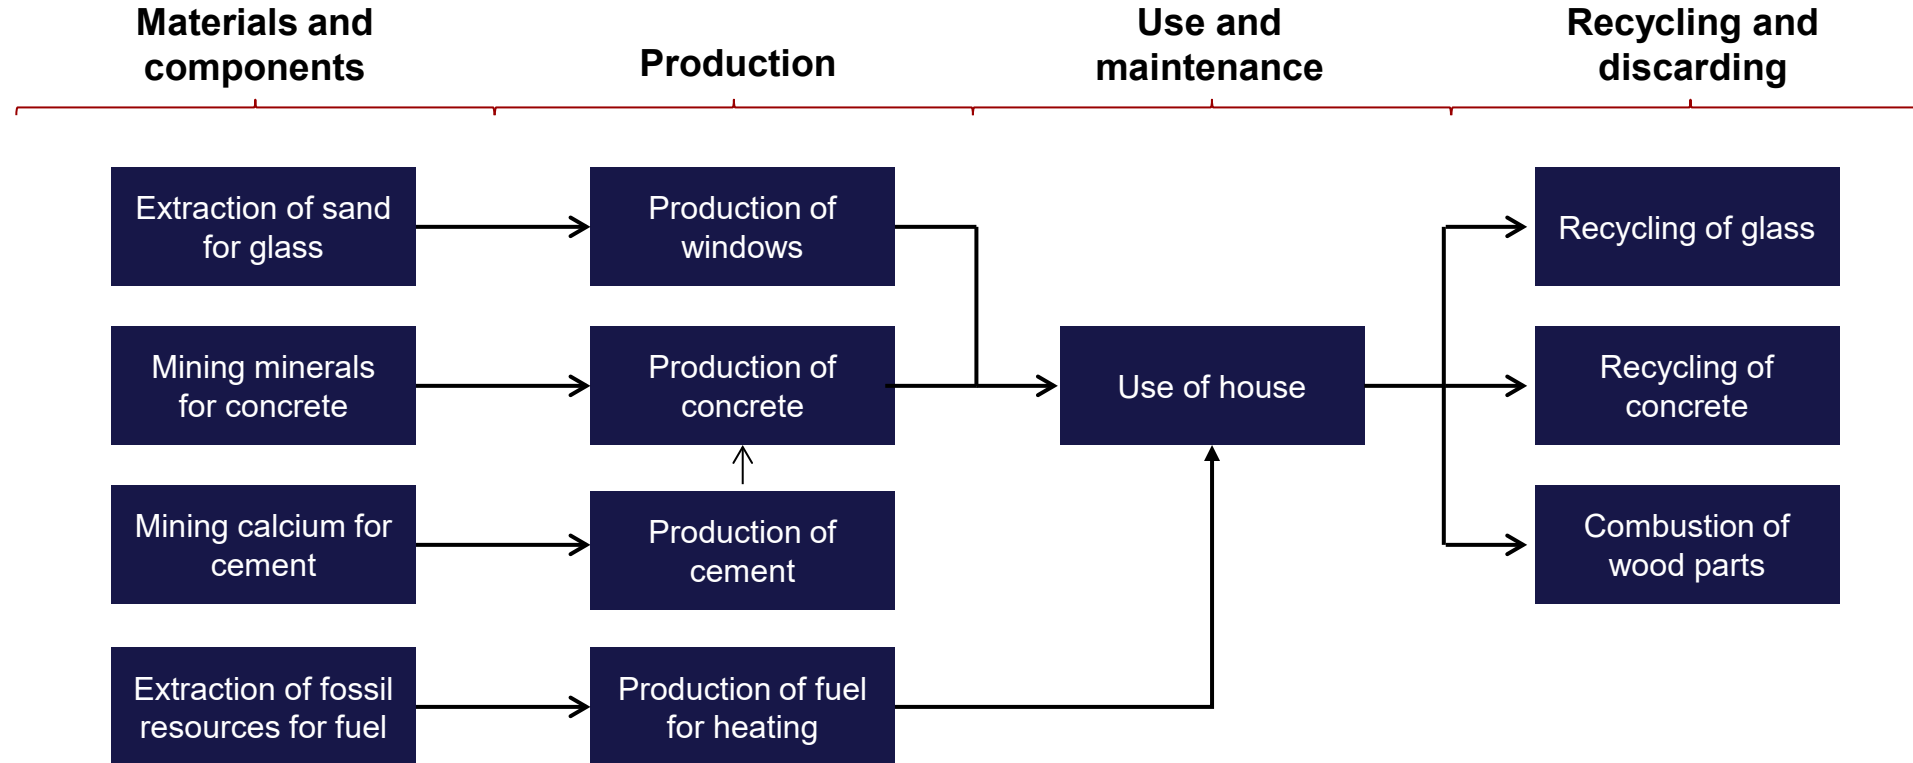 Materials and
components
Production
Use and
maintenance
Recycling and
discarding
Extraction of sand
for glass
Production of
windows
Recycling of glass
Mining minerals
for concrete
Production of
concrete
Use of house
Recycling of
concrete
Mining calcium for
cement
Production of
cement
Combustion of
wood parts
Extraction of fossil
resources for fuel
Production of fuel
for heating